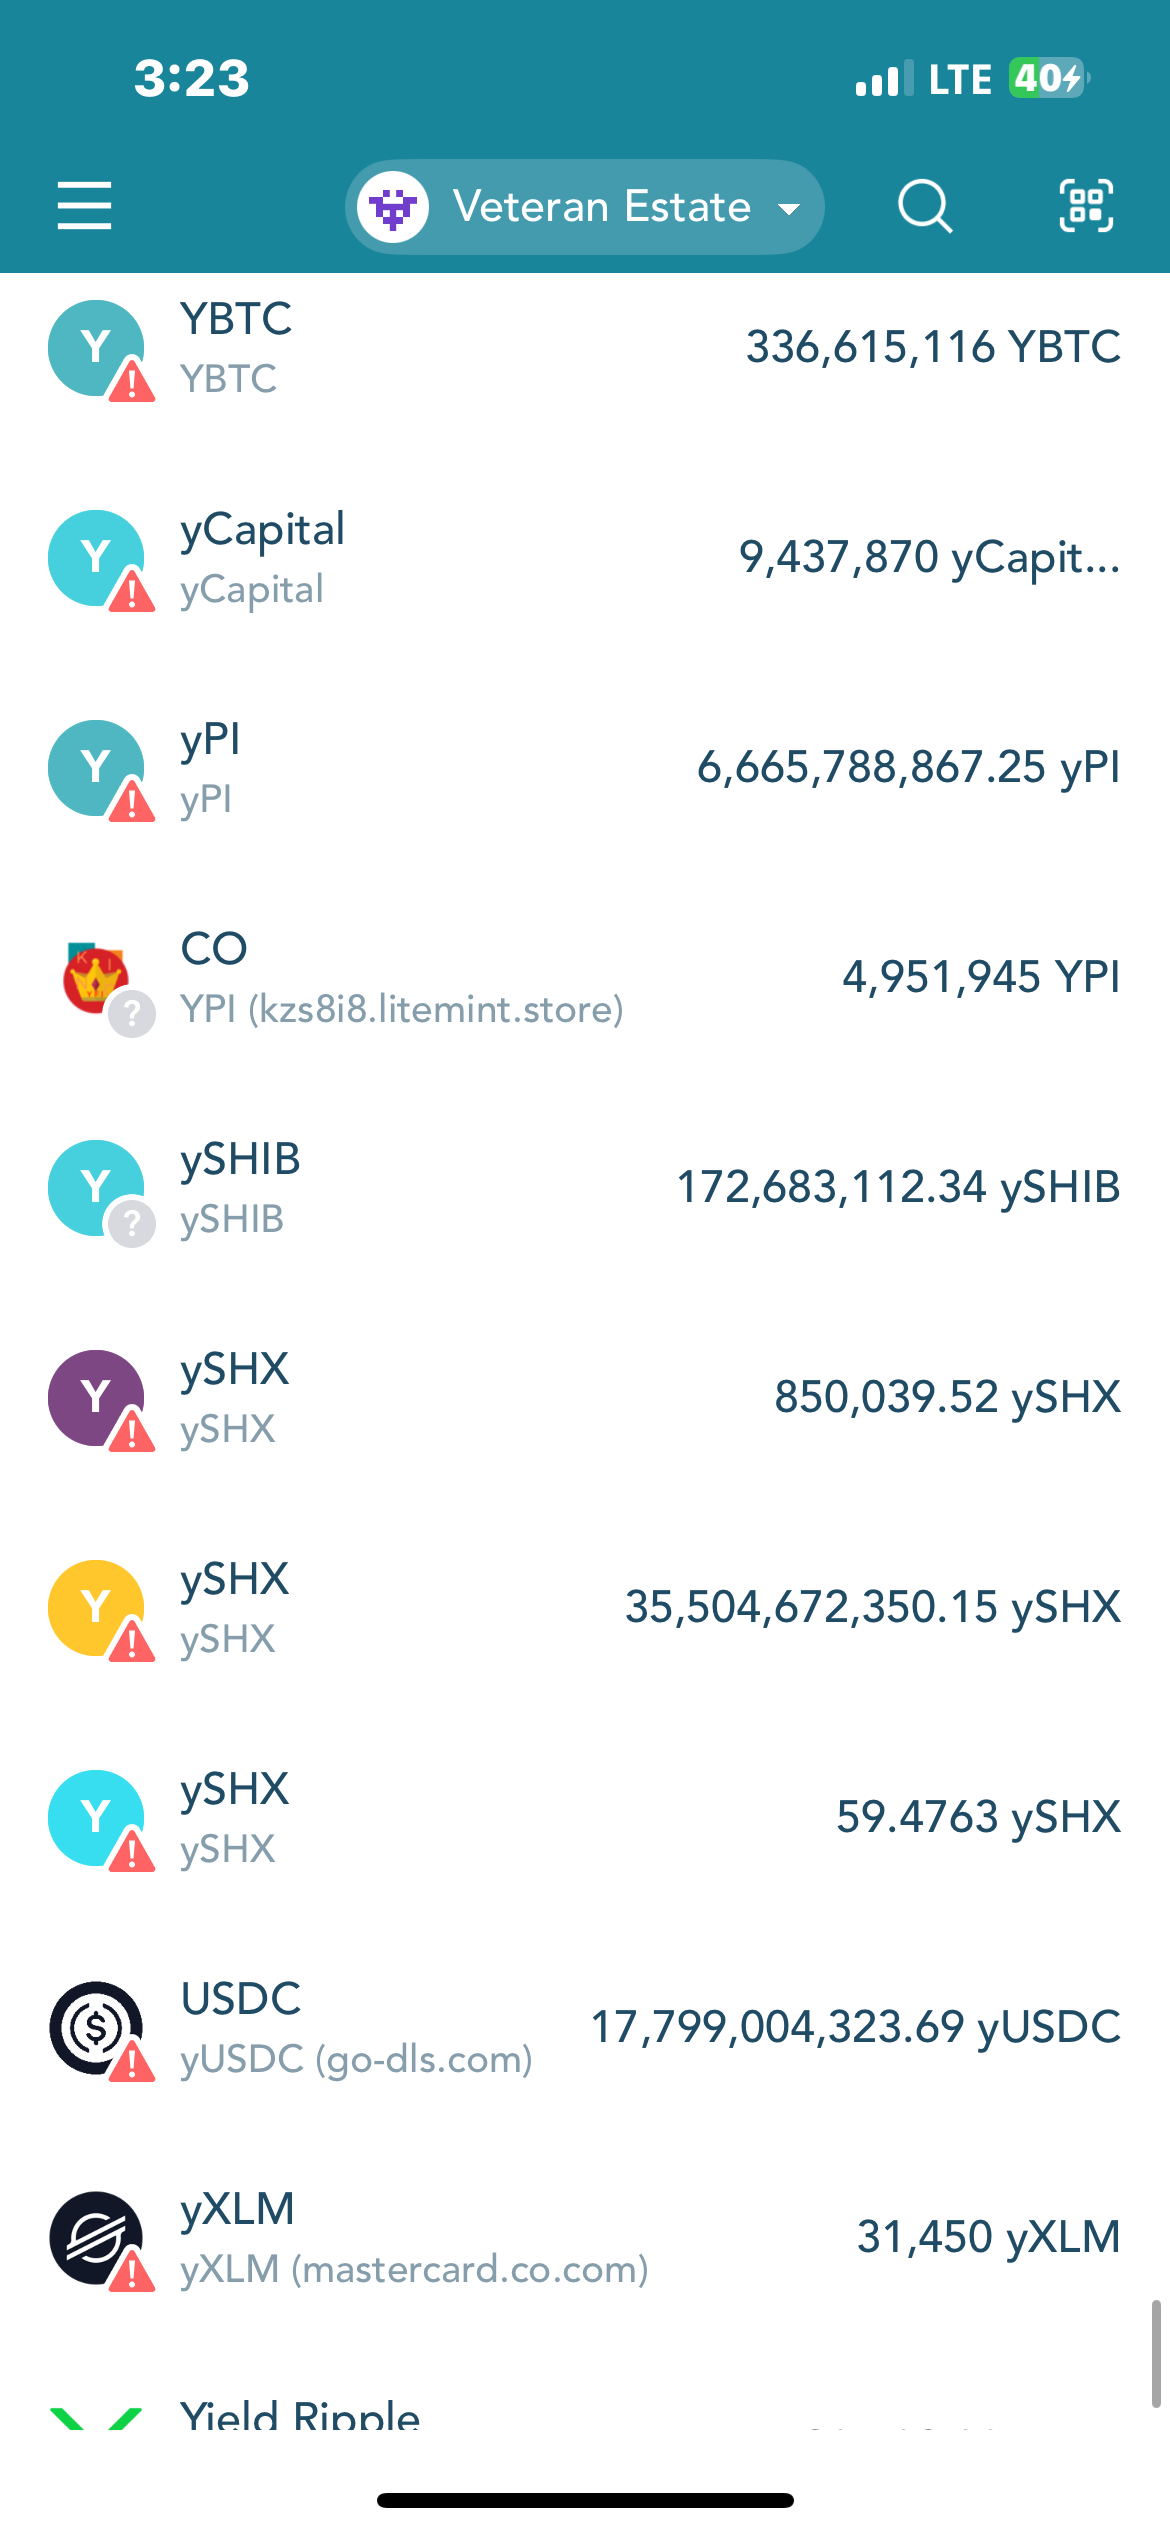 3:23
LTE 40
Veteran Estate
Y YBTC
YBTC
336,615,116 YBTC
Y yCapital
yCapital
9,437,870 yCapit...
Y yPI
yPI
6,665,788,867.25 yPI
CO
YPI (kzs8i8.litemint.store)
4,951,945 YPI
Y ySHIB
ySHIB
172,683,112.34 ySHIB
Y ySHX
ySHX
850,039.52 ySHX
Y ySHX
ySHX
35,504,672,350.15 ySHX
Y ySHX
ySHX
59.4763 ySHX
USDC
yUSDC (go-dls.com)
17,799,004,323.69 yUSDC
yXLM
yXLM (mastercard.co.com)
31,450 yXLM
Yield Ripple